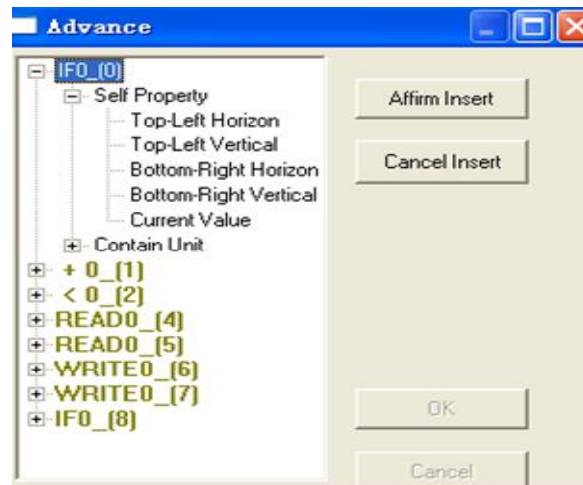 Advance
IF0_(0)
Self Property
Top-Left Horizon
Top-Left Vertical
Bottom-Right Horizon
Bottom-Right Vertical
Current Value
Contain Unit
+ 0_(1)
< 0_(2)
READ0_(4)
READ0_(5)
WRITE0_(6)
WRITE0_(7)
IF0_(8)
Affirm Insert
Cancel Insert
OK
Cancel